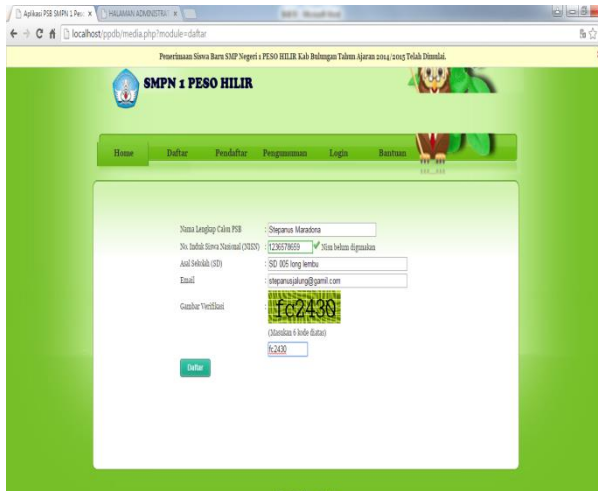 Aplikasi PSB SMPN 1 Pes
HALAMAN ADMINISTRA
localhost/ppdb/media.php?module=daftar
Penerimaan Siswa Baru SMP Negeri 1 PESO HILIR Kab Bulungan Tahun Ajaran 2014/2015 Telah Dimulai.
SMPN 1 PESO HILIR
Home Daftar Pendaftar Pengumuman Login Bantuan
Nama Lengkap Calon PSB : Stepanus Maradona
No. Induk Siswa Nasional (NISN) : 1236578659 Nisn belum digunakan
Asal Sekolah (SD) : SD 005 long lembu
Email : stepanusjalung@gamil.com
Gambar Verifikasi : fc2430
(Masukan 6 kode diatas)
fc2430
Daftar